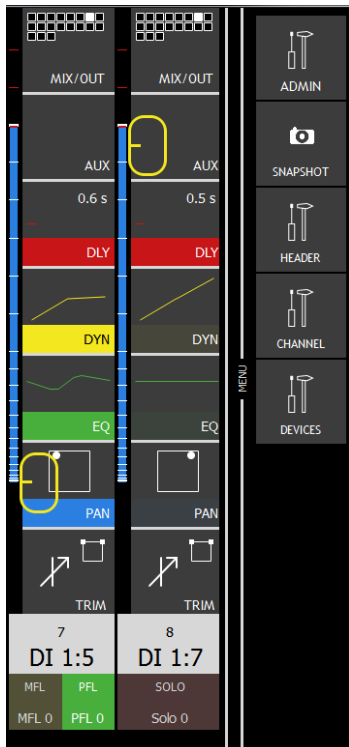 MIX/OUT
AUX
0.6 s
DLY
DYN
EQ
PAN
TRIM
7
DI 1:5
MFL
PFL
MFL 0
PFL 0
MIX/OUT
AUX
0.5 s
DLY
DYN
EQ
PAN
TRIM
8
DI 1:7
SOLO
Solo 0
MENU
ADMIN
SNAPSHOT
HEADER
CHANNEL
DEVICES